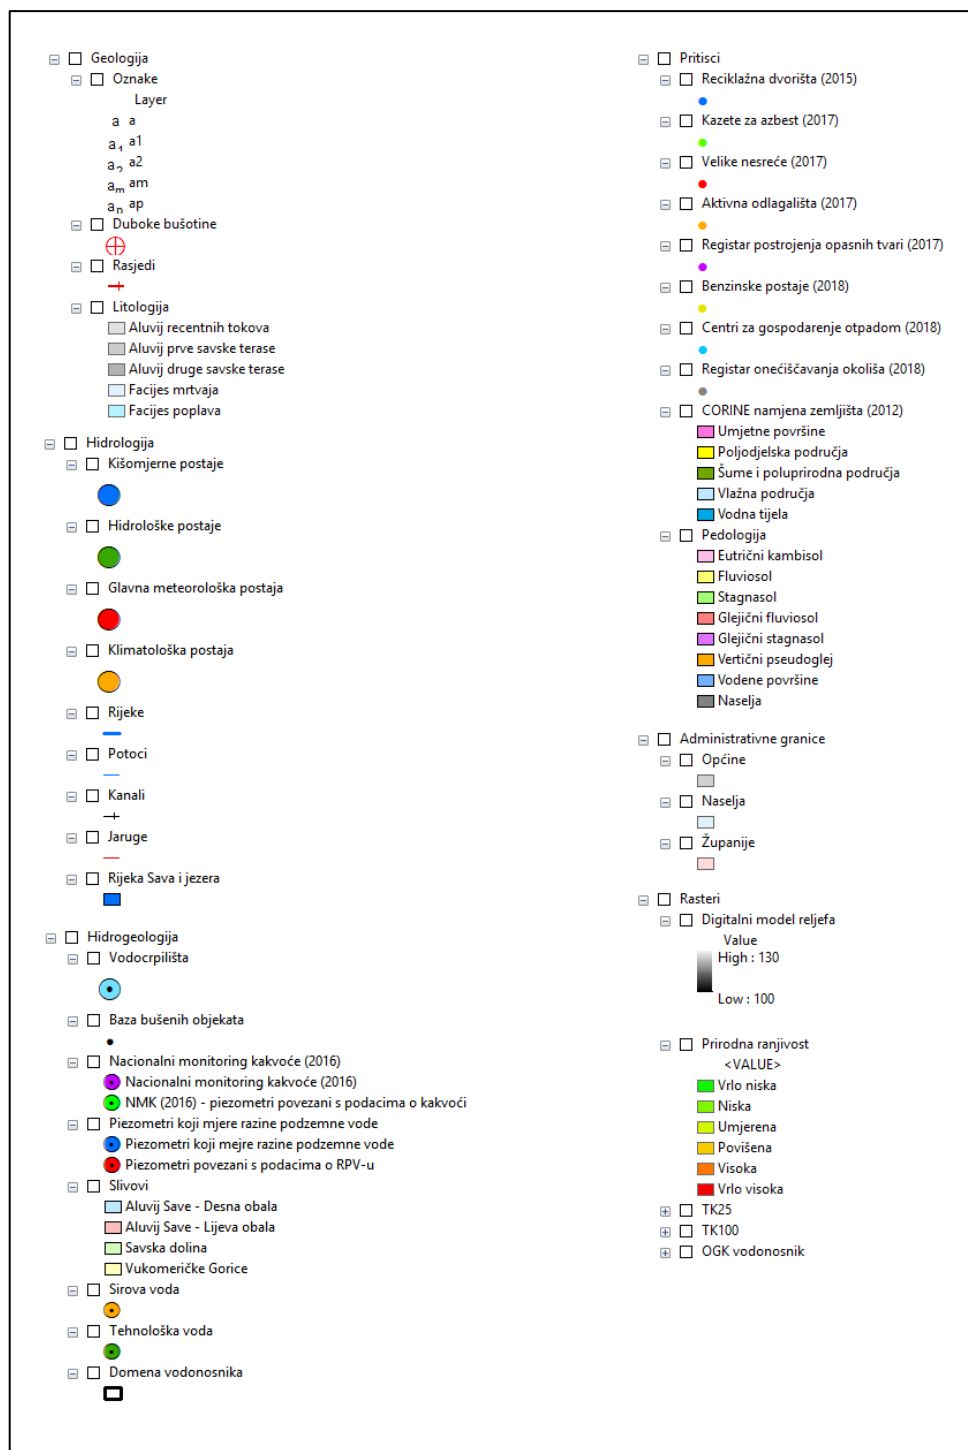 Geologija
Oznake
Layer
a a
a1 a1
a2 a2
am am
ap ap
Duboke bušotine
Rasjedi
Litologija
Aluvij recentnih tokova
Aluvij prve savske terase
Aluvij druge savske terase
Facijes mrtvaja
Facijes poplava
Hidrologija
Kišomjerne postaje
Hidrološke postaje
Glavna meteorološka postaja
Klimatološka postaja
Rijeke
Potoci
Kanali
Jaruge
Rijeka Sava i jezera
Hidrogeologija
Vodocrpilišta
Baza bušenih objekata
Nacionalni monitoring kakvoće (2016)
Nacionalni monitoring kakvoće (2016)
NMK (2016) - piezometri povezani s podacima o kakvoći
Piezometri koji mjere razine podzemne vode
Piezometri koji mejre razine podzemne vode
Piezometri povezani s podacima o RPV-u
Slivovi
Aluvij Save - Desna obala
Aluvij Save - Lijeva obala
Savska dolina
Vukomeričke Gorice
Sirova voda
Tehnološka voda
Domena vodonosnika
Pritisci
Reciklažna dvorišta (2015)
Kazete za azbest (2017)
Velike nesreće (2017)
Aktivna odlagališta (2017)
Registar postrojenja opasnih tvari (2017)
Benzinske postaje (2018)
Centri za gospodarenje otpadom (2018)
Registar onećišćavanja okoliša (2018)
CORINE namjena zemljišta (2012)
Umjetne površine
Poljodjelska područja
Šume i poluprirodna područja
Vlažna područja
Vodna tijela
Pedologija
Eutrični kambisol
Fluviosol
Stagnasol
Glejični fluviosol
Glejični stagnasol
Vertični pseudoglej
Vodene površine
Naselja
Administrativne granice
Općine
Naselja
Županije
Rasteri
Digitalni model reljefa
Value
High : 130
Low : 100
Prirodna ranjivost
<VALUE>
Vrlo niska
Niska
Umjerena
Povišena
Visoka
Vrlo visoka
TK25
TK100
OGK vodonosnik